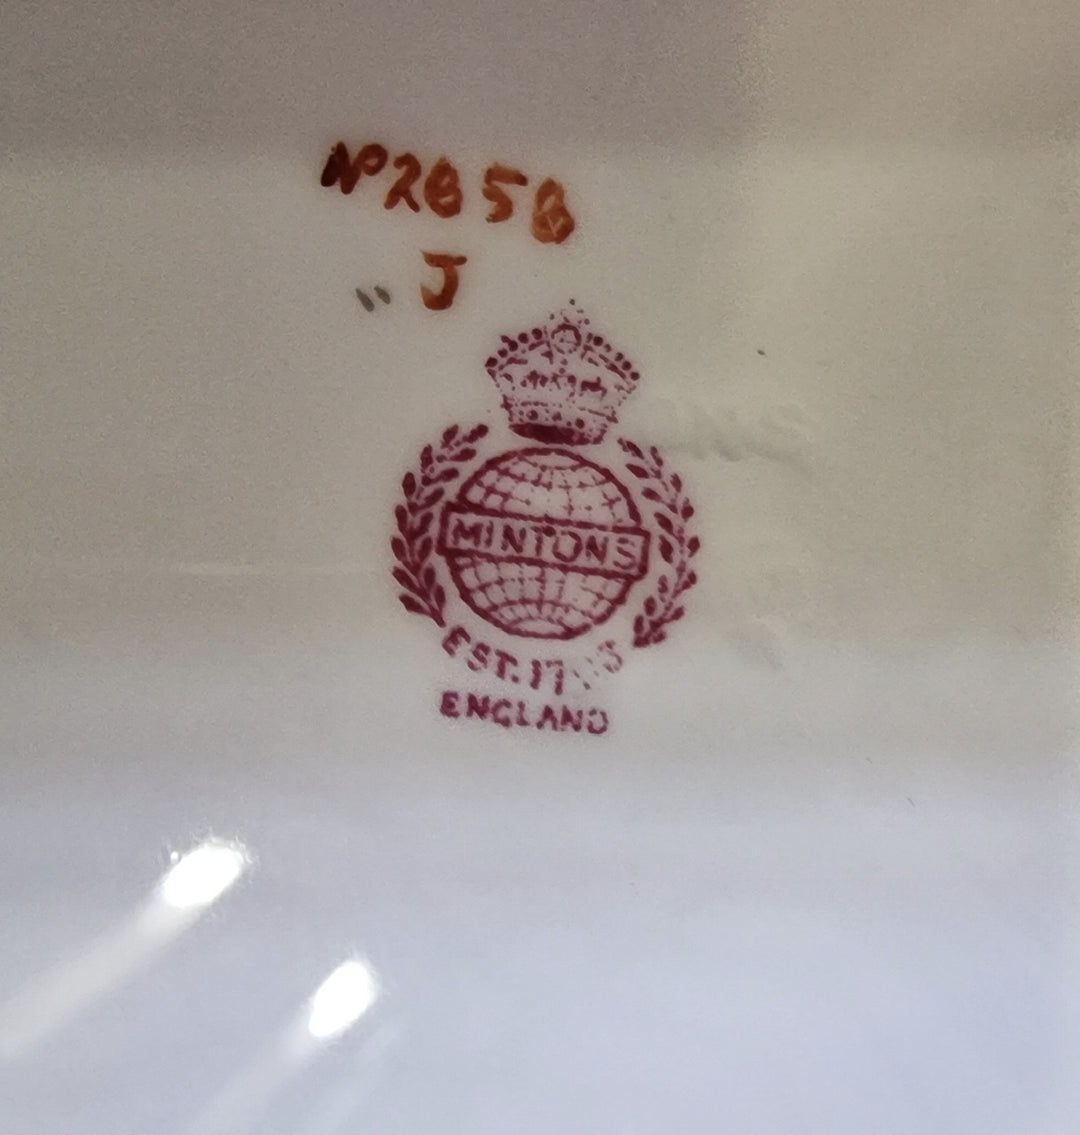 Nº2858
J
MINTONS
EST.
ENGLAND